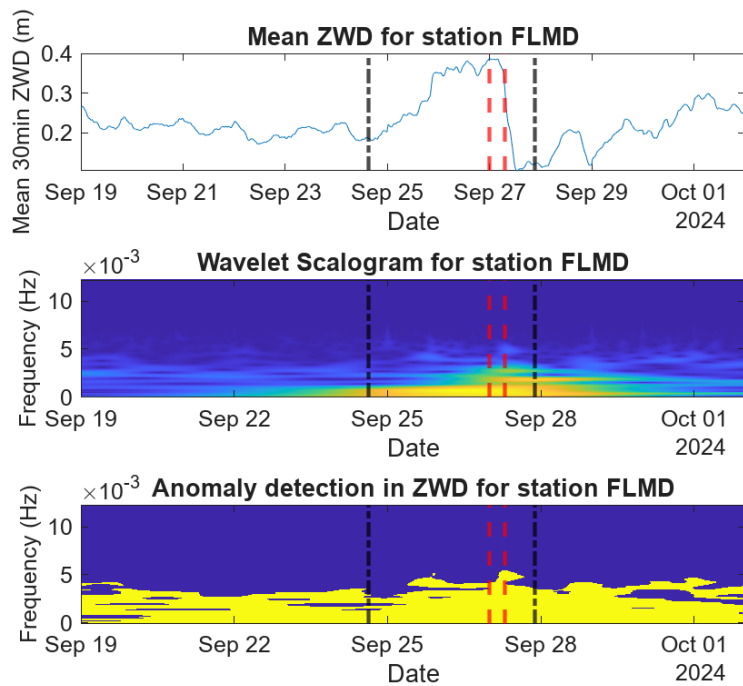 Mean ZWD for station FLMD
Mean 30min ZWD (m)
0.4
0.3
0.2
Sep 19 Sep 21 Sep 23 Sep 25 Sep 27 Sep 29 Oct 01
Date 2024
×10⁻³ Wavelet Scalogram for station FLMD
Frequency (Hz)
10
5
0
Sep 19 Sep 22 Sep 25 Sep 28 Oct 01
Date 2024
×10⁻³ Anomaly detection in ZWD for station FLMD
Frequency (Hz)
10
5
0
Sep 19 Sep 22 Sep 25 Sep 28 Oct 01
Date 2024